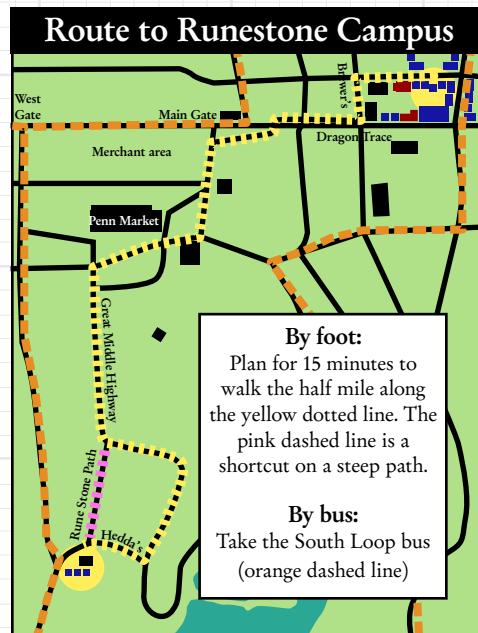 Route to Runestone Campus
Brewer's
West
Gate
Main Gate
Dragon Trace
Merchant area
Penn Market
Great Middle Highway
Rune Stone Path
Hedda's
By foot:
Plan for 15 minutes to
walk the half mile along
the yellow dotted line. The
pink dashed line is a
shortcut on a steep path.
By bus:
Take the South Loop bus
(orange dashed line)